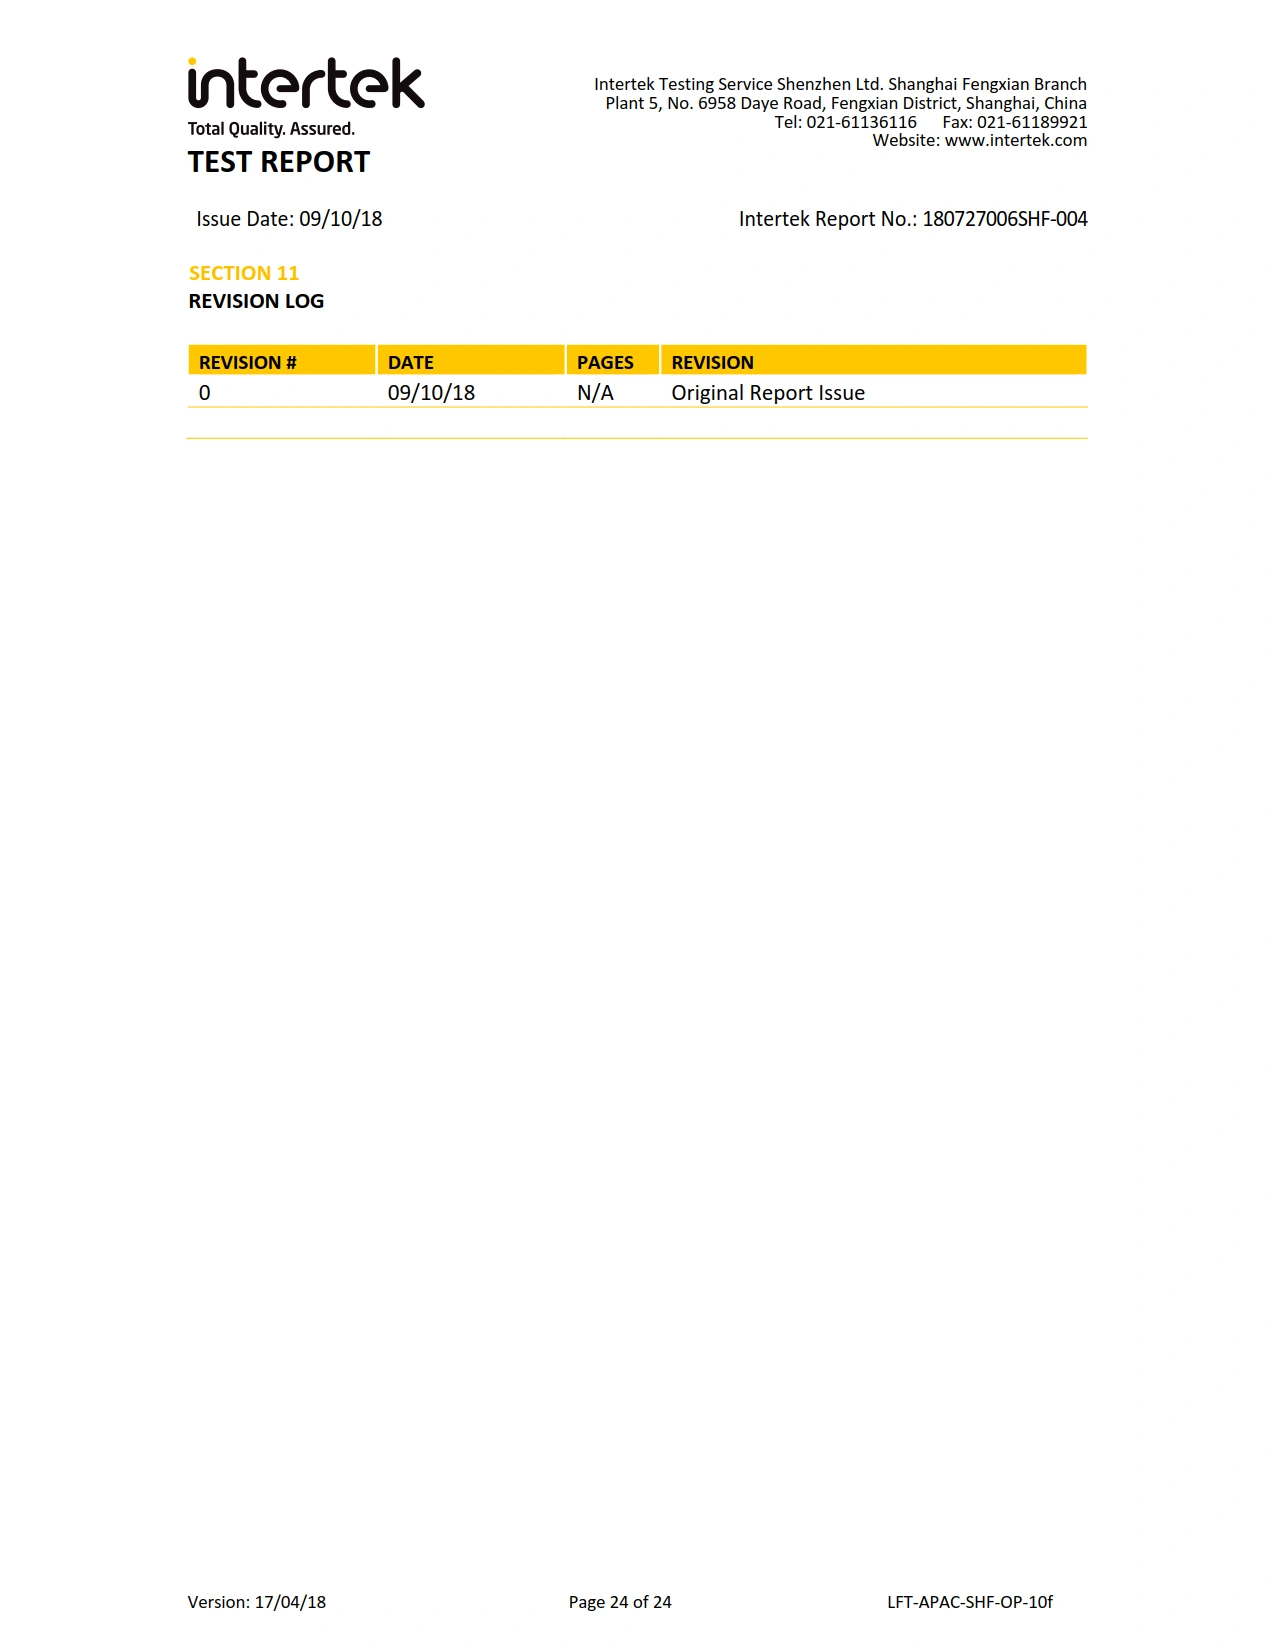 intertek
Total Quality. Assured.
TEST REPORT
Intertek Testing Service Shenzhen Ltd. Shanghai Fengxian Branch
Plant 5, No. 6958 Daye Road, Fengxian District, Shanghai, China
Tel: 021-61136116 Fax: 021-61189921
Website: www.intertek.com
Issue Date: 09/10/18 Intertek Report No.: 180727006SHF-004
SECTION 11
REVISION LOG
REVISION # DATE PAGES REVISION
0 09/10/18 N/A Original Report Issue
Version: 17/04/18 Page 24 of 24 LFT-APAC-SHF-OP-10f